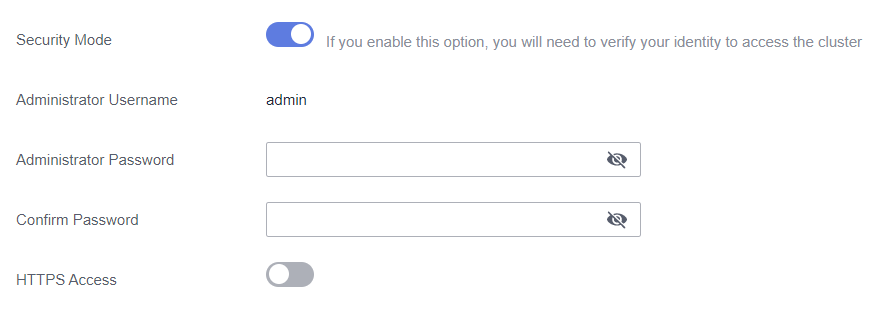 Security Mode If you enable this option, you will need to verify your identity to access the cluster
Administrator Username admin
Administrator Password
Confirm Password
HTTPS Access